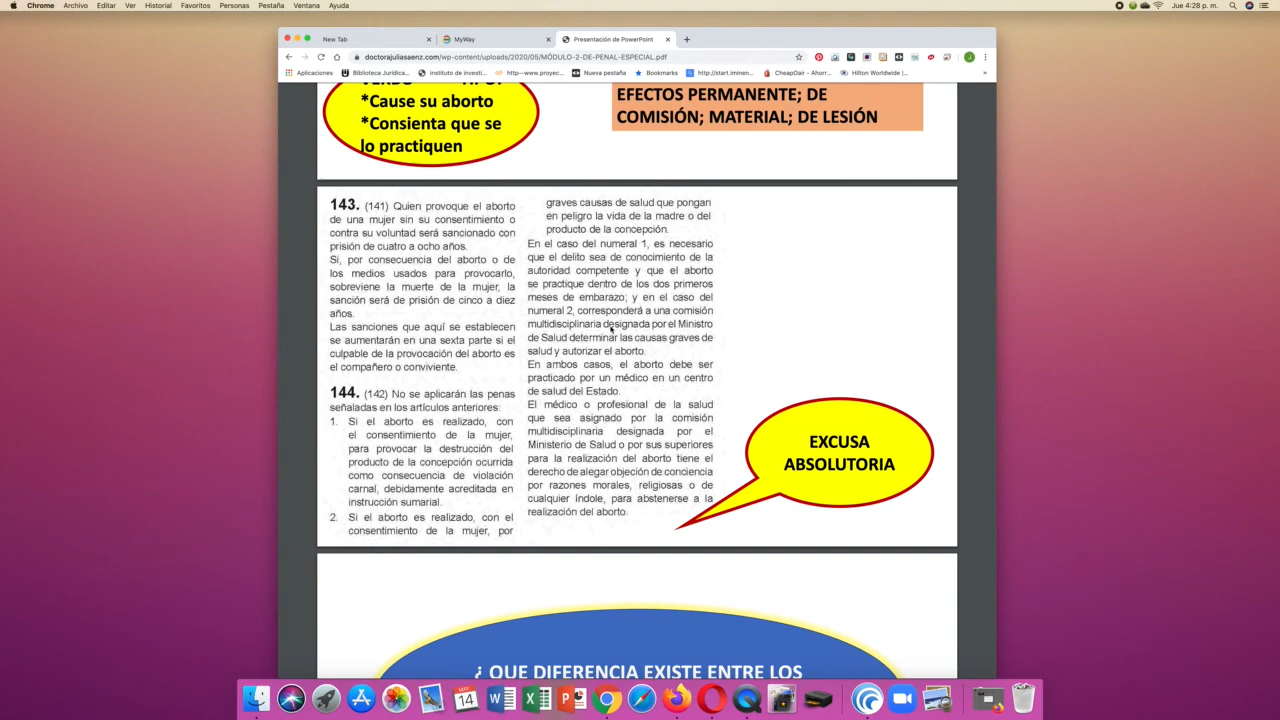 Chrome Archivo Editar Ver Historial Favoritos Personas Pestaña Ventana Ayuda
Jue 4:28 p. m.
New Tab
MyWay
Presentación de PowerPoint
doctorajuliasaenz.com/wp-content/uploads/2020/05/MÓDULO-2-DE-PENAL-ESPECIAL.pdf
Aplicaciones
Biblioteca Jurídica...
instituto de investi...
http--www.proyec...
Nueva pestaña
Bookmarks
http://start.iminen...
CheapOair - Ahorr...
Hilton Worldwide |...
»
*Cause su aborto
*Consienta que se
lo practiquen
EFECTOS PERMANENTE; DE
COMISIÓN; MATERIAL; DE LESIÓN
143. (141) Quien provoque el aborto
de una mujer sin su consentimiento o
contra su voluntad será sancionado con
prisión de cuatro a ocho años.
Si, por consecuencia del aborto o de
los medios usados para provocarlo,
sobreviene la muerte de la mujer, la
sanción será de prisión de cinco a diez
años.
Las sanciones que aquí se establecen
se aumentarán en una sexta parte si el
culpable de la provocación del aborto es
el compañero o conviviente.
144. (142) No se aplicarán las penas
señaladas en los artículos anteriores:
1. Si el aborto es realizado, con
el consentimiento de la mujer,
para provocar la destrucción del
producto de la concepción ocurrida
como consecuencia de violación
carnal, debidamente acreditada en
instrucción sumarial.
2. Si el aborto es realizado, con el
consentimiento de la mujer, por
graves causas de salud que pongan
en peligro la vida de la madre o del
producto de la concepción.
En el caso del numeral 1, es necesario
que el delito sea de conocimiento de la
autoridad competente y que el aborto
se practique dentro de los dos primeros
meses de embarazo; y en el caso del
numeral 2, corresponderá a una comisión
multidisciplinaria designada por el Ministro
de Salud determinar las causas graves de
salud y autorizar el aborto.
En ambos casos, el aborto debe ser
practicado por un médico en un centro
de salud del Estado.
El médico o profesional de la salud
que sea asignado por la comisión
multidisciplinaria designada por el
Ministerio de Salud o por sus superiores
para la realización del aborto tiene el
derecho de alegar objeción de conciencia
por razones morales, religiosas o de
cualquier índole, para abstenerse a la
realización del aborto.
EXCUSA
ABSOLUTORIA
¿ QUE DIFERENCIA EXISTE ENTRE LOS
MAY
14